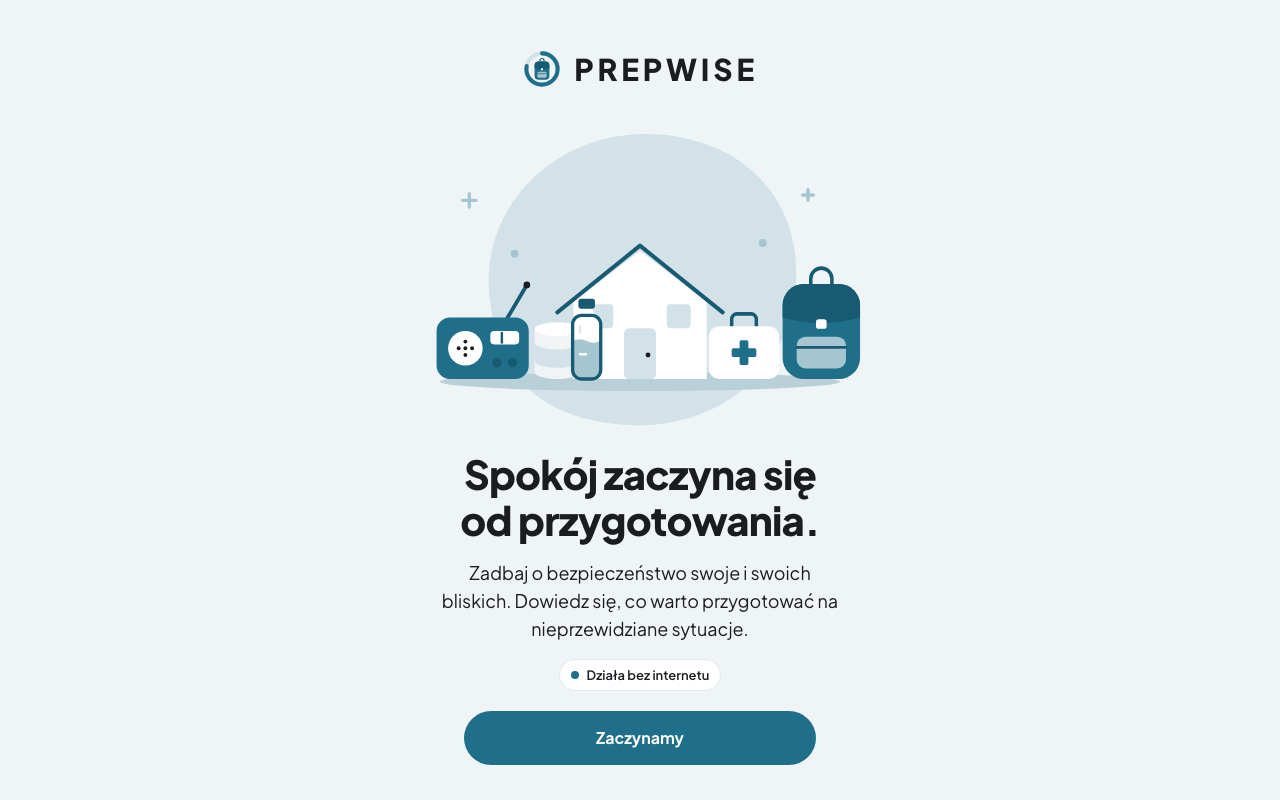 PREPWISE
Spokój zaczyna się
od przygotowania.
Zadbaj o bezpieczeństwo swoje i swoich
bliskich. Dowiedz się, co warto przygotować na
nieprzewidziane sytuacje.
Działa bez internetu
Zaczynamy